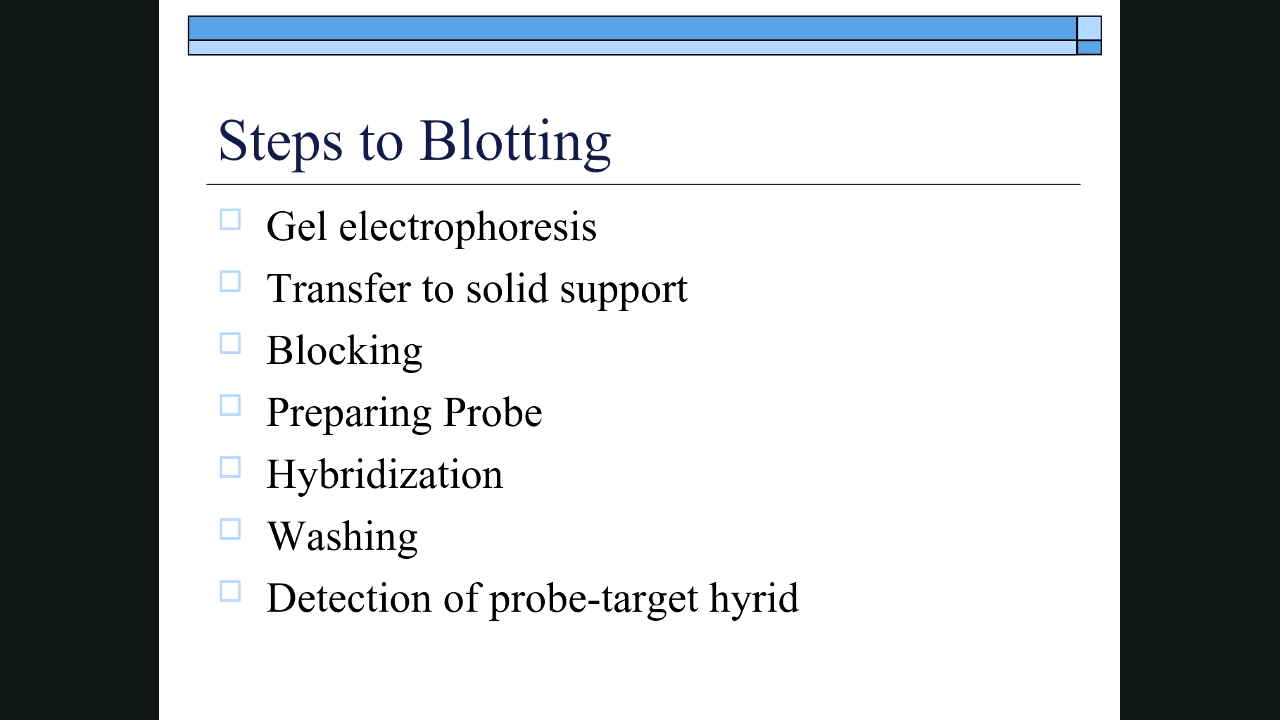 Steps to Blotting
Gel electrophoresis
Transfer to solid support
Blocking
Preparing Probe
Hybridization
Washing
Detection of probe-target hyrid